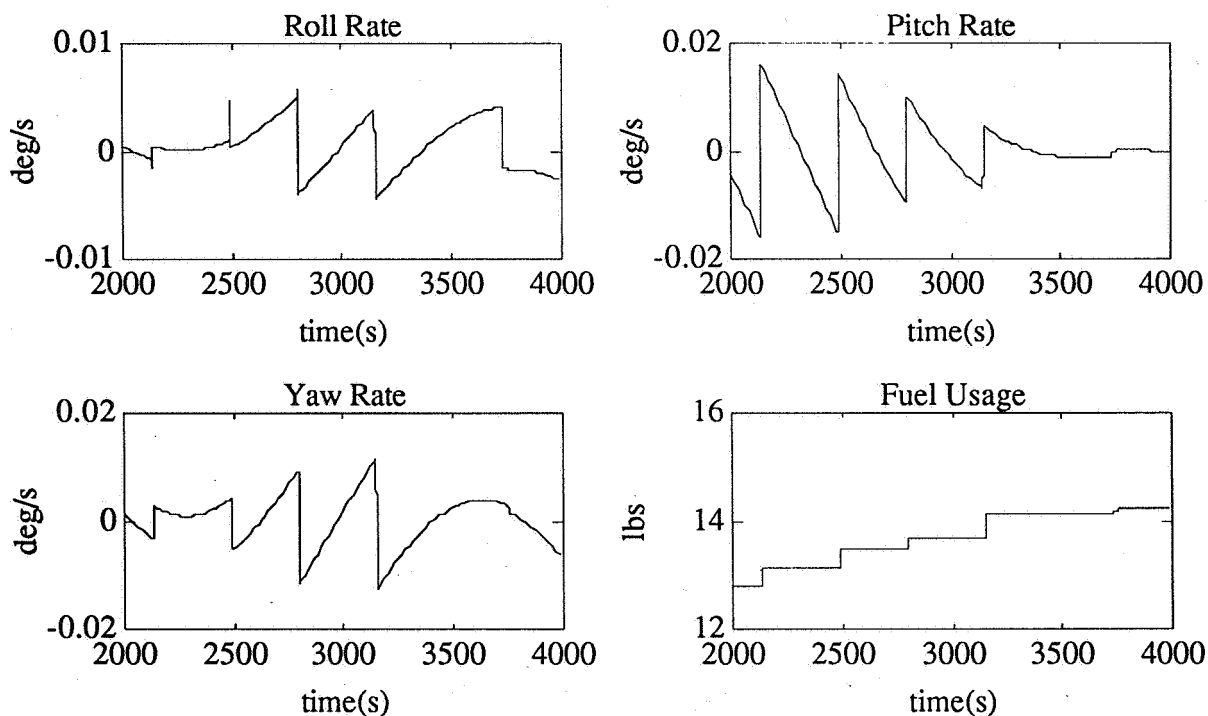 Roll Rate
0.01
0
-0.01
deg/s
2000 2500 3000 3500 4000
time(s)
Pitch Rate
0.02
0
-0.02
deg/s
2000 2500 3000 3500 4000
time(s)
Yaw Rate
0.02
0
-0.02
deg/s
2000 2500 3000 3500 4000
time(s)
Fuel Usage
16
14
12
lbs
2000 2500 3000 3500 4000
time(s)